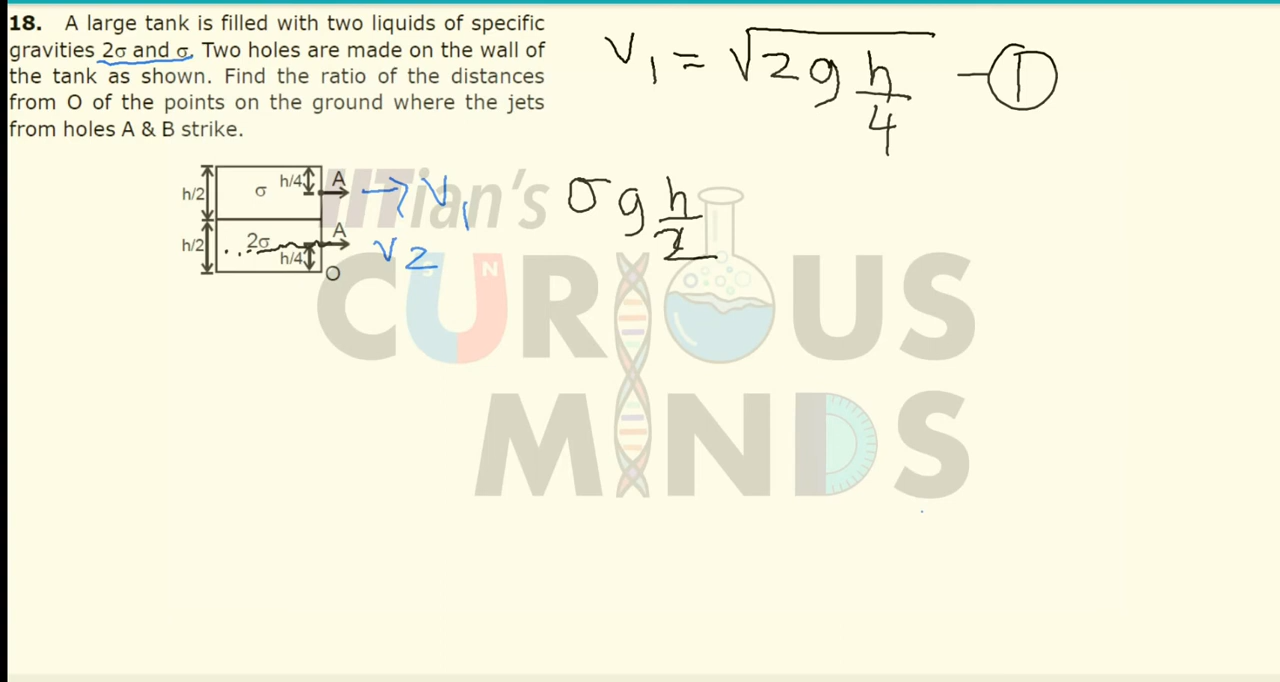 18. A large tank is filled with two liquids of specific
gravities 2σ and σ. Two holes are made on the wall of
the tank as shown. Find the ratio of the distances
from O of the points on the ground where the jets
from holes A & B strike.
V₁ = √2g h/4 — ①
h/4 A → V₁
h/2 σ
A
h/2 2σ V2
h/4
O
σ g h/2
IITian's
CURIOUS
S N
MINDS